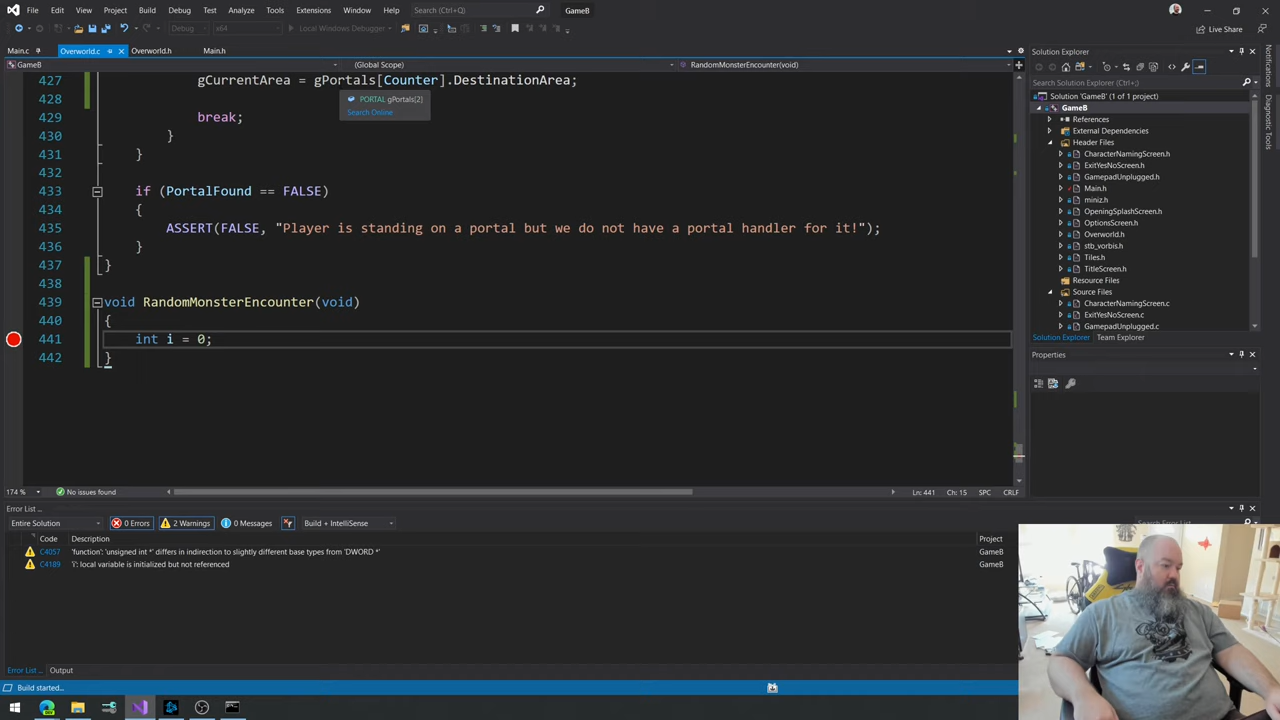 File Edit View Project Build Debug Test Analyze Tools Extensions Window Help Search (Ctrl+Q) GameB
Debug x64 Local Windows Debugger Live Share
Main.c Overworld.c Overworld.h Main.h
GameB (Global Scope) RandomMonsterEncounter(void)
427 gCurrentArea = gPortals[Counter].DestinationArea;
428
PORTAL gPortals[2]
Search Online
429 break;
430 }
431 }
432
433 if (PortalFound == FALSE)
434 {
435 ASSERT(FALSE, "Player is standing on a portal but we do not have a portal handler for it!");
436 }
437 }
438
439 void RandomMonsterEncounter(void)
440 {
441 int i = 0;
442 }
174 % No issues found Ln: 441 Ch: 15 SPC CRLF
Error List ...
Entire Solution 0 Errors 2 Warnings 0 Messages Build + IntelliSense Search Error List
Code Description Project
C4057 'function': 'unsigned int *' differs in indirection to slightly different base types from 'DWORD *' GameB
C4189 'i': local variable is initialized but not referenced GameB
Error List ... Output
Build started...
Solution Explorer
Search Solution Explorer (Ctrl+;)
Solution 'GameB' (1 of 1 project)
GameB
References
External Dependencies
Header Files
CharacterNamingScreen.h
ExitYesNoScreen.h
GamepadUnplugged.h
Main.h
miniz.h
OpeningSplashScreen.h
OptionsScreen.h
Overworld.h
stb_vorbis.h
Tiles.h
TitleScreen.h
Resource Files
Source Files
CharacterNamingScreen.c
ExitYesNoScreen.c
GamepadUnplugged.c
Solution Explorer Team Explorer
Properties
Diagnostic Tools